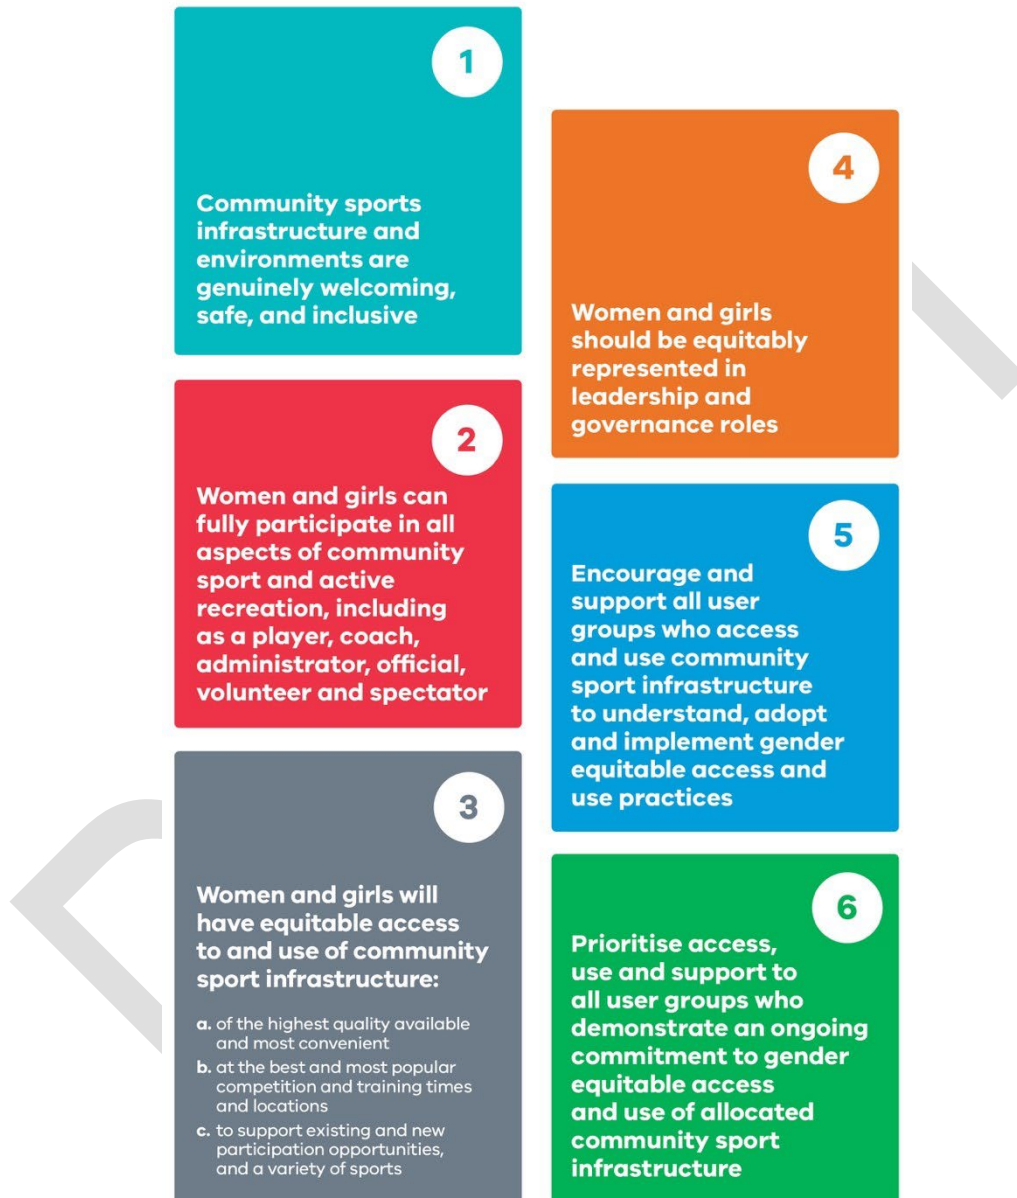 1
Community sports
infrastructure and
environments are
genuinely welcoming,
safe, and inclusive
2
Women and girls can
fully participate in all
aspects of community
sport and active
recreation, including
as a player, coach,
administrator, official,
volunteer and spectator
3
Women and girls will
have equitable access
to and use of community
sport infrastructure:
a. of the highest quality available
and most convenient
b. at the best and most popular
competition and training times
and locations
c. to support existing and new
participation opportunities,
and a variety of sports
4
Women and girls
should be equitably
represented in
leadership and
governance roles
5
Encourage and
support all user
groups who access
and use community
sport infrastructure
to understand, adopt
and implement gender
equitable access and
use practices
6
Prioritise access,
use and support to
all user groups who
demonstrate an ongoing
commitment to gender
equitable access
and use of allocated
community sport
infrastructure